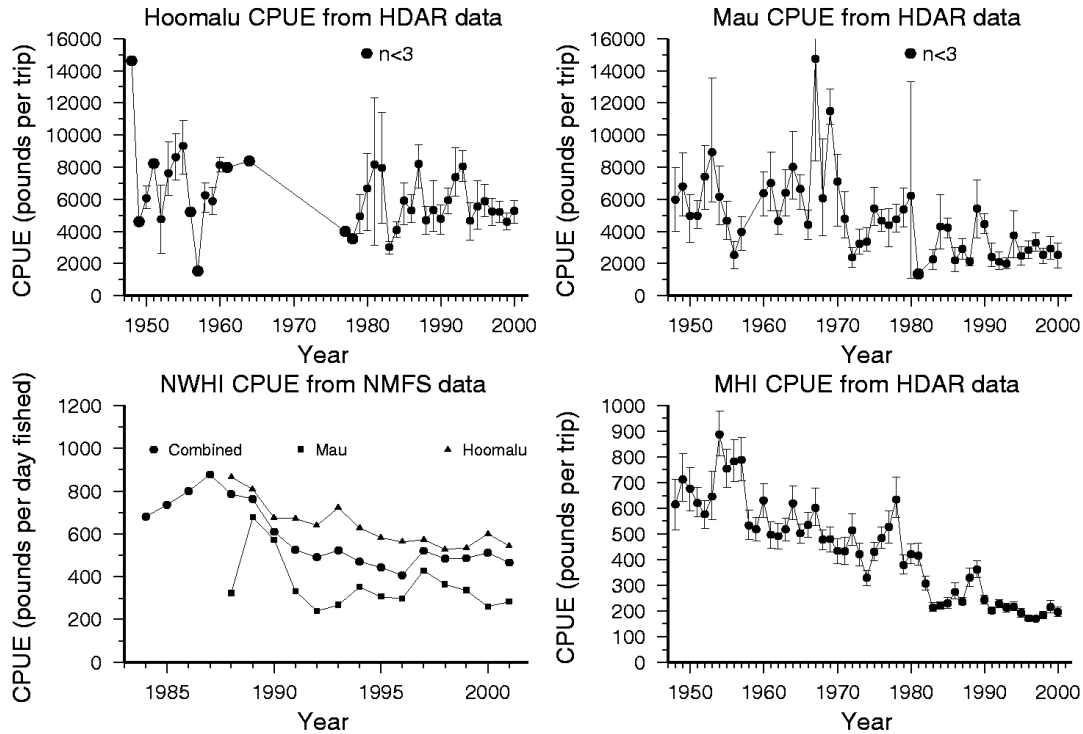 Hoomalu CPUE from HDAR data
CPUE (pounds per trip)
16000
14000
12000
10000
8000
6000
4000
2000
0
n<3
1950 1960 1970 1980 1990 2000
Year
Mau CPUE from HDAR data
CPUE (pounds per trip)
16000
14000
12000
10000
8000
6000
4000
2000
0
n<3
1950 1960 1970 1980 1990 2000
Year
NWHI CPUE from NMFS data
CPUE (pounds per day fished)
1200
1000
800
600
400
200
0
Combined Mau Hoomalu
1985 1990 1995 2000
Year
MHI CPUE from HDAR data
CPUE (pounds per trip)
1000
900
800
700
600
500
400
300
200
100
0
1950 1960 1970 1980 1990 2000
Year